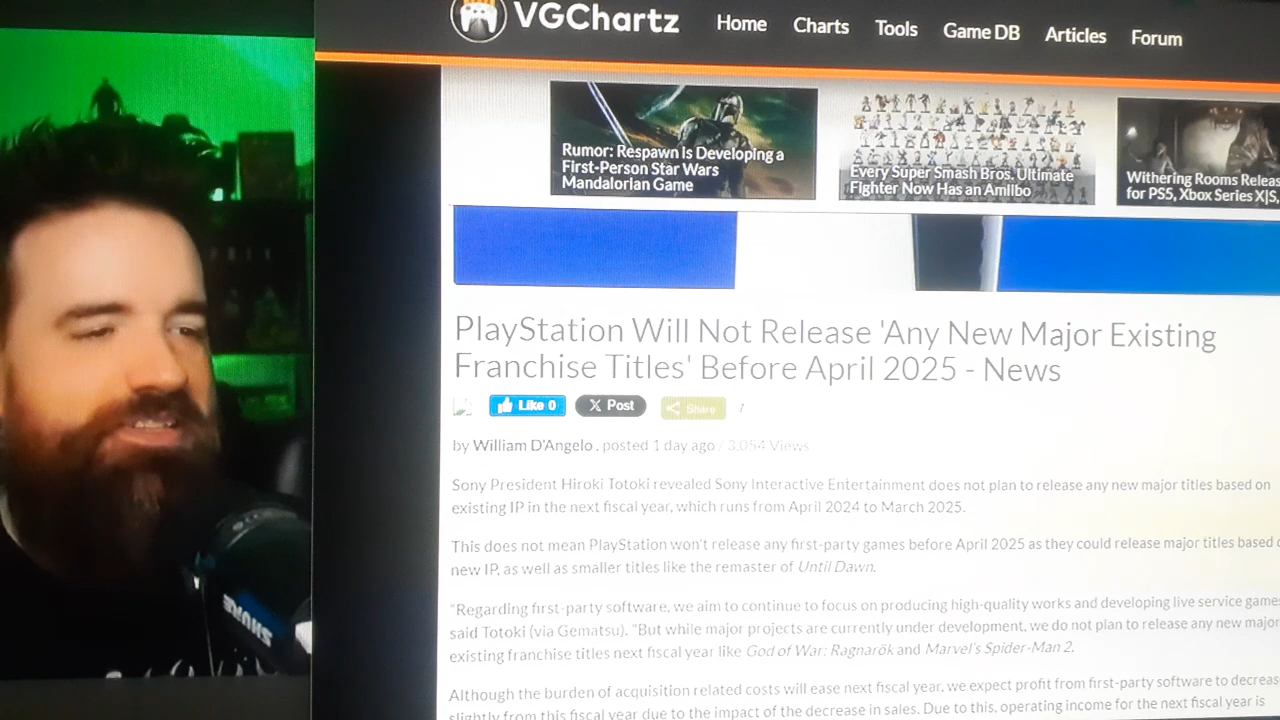 VGChartz
Home Charts Tools Game DB Articles Forum
Rumor: Respawn Is Developing a
First-Person Star Wars
Mandalorian Game
Every Super Smash Bros. Ultimate
Fighter Now Has an Amiibo
Withering Rooms Releas
for PS5, Xbox Series X|S,
PlayStation Will Not Release 'Any New Major Existing
Franchise Titles' Before April 2025 - News
Like 0 X Post Share /
by William D'Angelo , posted 1 day ago / 3,054 Views
Sony President Hiroki Totoki revealed Sony Interactive Entertainment does not plan to release any new major titles based on
existing IP in the next fiscal year, which runs from April 2024 to March 2025.
This does not mean PlayStation won't release any first-party games before April 2025 as they could release major titles based o
new IP, as well as smaller titles like the remaster of Until Dawn.
"Regarding first-party software, we aim to continue to focus on producing high-quality works and developing live service games
said Totoki (via Gematsu). "But while major projects are currently under development, we do not plan to release any new major
existing franchise titles next fiscal year like God of War: Ragnarök and Marvel's Spider-Man 2.
Although the burden of acquisition related costs will ease next fiscal year, we expect profit from first-party software to decreas
slightly from this fiscal year due to the impact of the decrease in sales. Due to this, operating income for the next fiscal year is